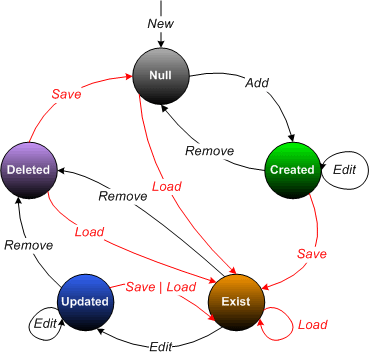 New
Null
Save
Add
Deleted
Remove
Created
Edit
Load
Remove
Load
Save
Remove
Updated
Save | Load
Exist
Edit
Load
Edit